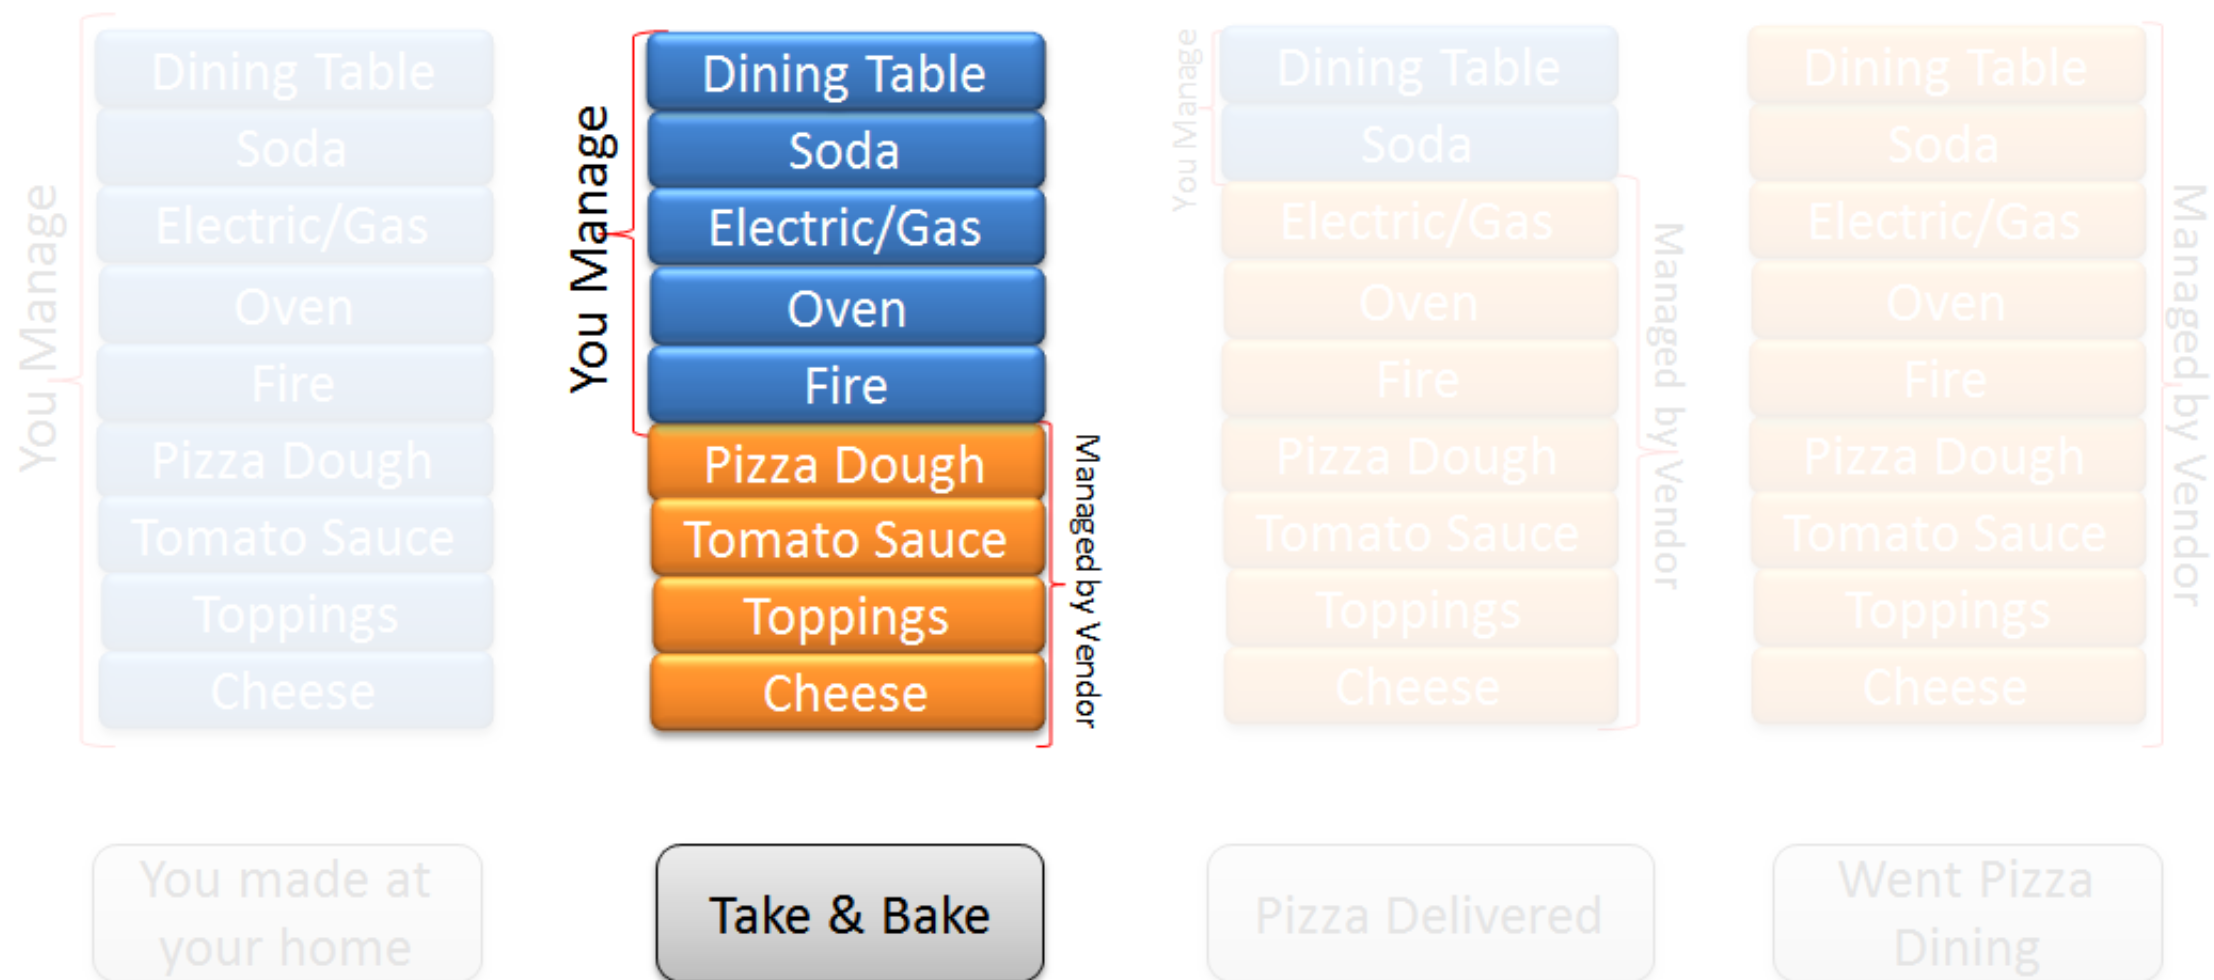 You Manage
Dining Table
Soda
Electric/Gas
Oven
Fire
Pizza Dough
Tomato Sauce
Toppings
Cheese
You made at
your home
You Manage
Dining Table
Soda
Electric/Gas
Oven
Fire
Pizza Dough
Tomato Sauce
Toppings
Cheese
Managed by Vendor
Take & Bake
You Manage
Dining Table
Soda
Electric/Gas
Oven
Fire
Pizza Dough
Tomato Sauce
Toppings
Cheese
Managed by Vendor
Pizza Delivered
Dining Table
Soda
Electric/Gas
Oven
Fire
Pizza Dough
Tomato Sauce
Toppings
Cheese
Managed by Vendor
Went Pizza
Dining